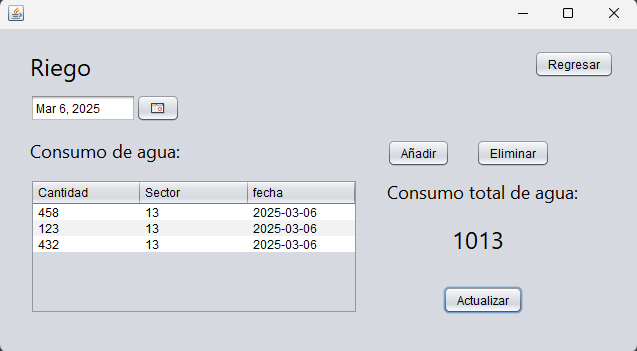 Riego
Regresar
Mar 6, 2025
Consumo de agua:
Añadir
Eliminar
Cantidad Sector fecha
458 13 2025-03-06
123 13 2025-03-06
432 13 2025-03-06
Consumo total de agua:
1013
Actualizar